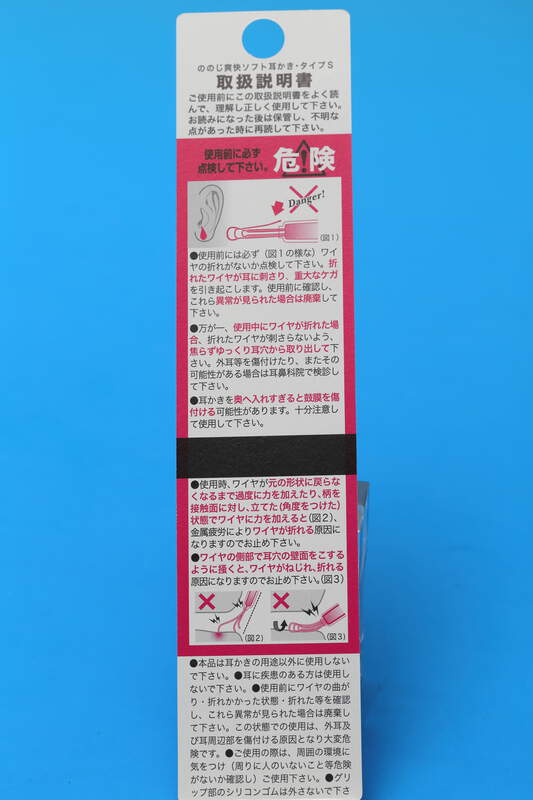 ののじ爽快ソフト耳かき・タイプS
取扱説明書
ご使用前にこの取扱説明書をよく読
んで、理解し正しく使用して下さい。
お読みになった後は保管し、不明な
点があった時に再読して下さい。
使用前に必ず
点検して下さい。
危険
Danger!
(図1)
●使用前には必ず(図1の様な)ワイ
ヤの折れがないか点検して下さい。折
れたワイヤが耳に刺さり、重大なケガ
を引き起こします。使用前に確認し、
これら異常が見られた場合は廃棄して
下さい。
●万が一、使用中にワイヤが折れた場
合、折れたワイヤが刺さらないよう、
焦らずゆっくり耳穴から取り出して下
さい。外耳等を傷付けたり、またその
可能性がある場合は耳鼻科院で検診し
て下さい。
●耳かきを奥へ入れすぎると鼓膜を傷
付ける可能性があります。十分注意し
て使用して下さい。
●使用時、ワイヤが元の形状に戻らな
くなるまで過度に力を加えたり、柄を
接触面に対し、立てた(角度をつけた)
状態でワイヤに力を加えると(図2)、
金属疲労によりワイヤが折れる原因に
なりますのでお止め下さい。
●ワイヤの側部で耳穴の壁面をこする
ように掻くと、ワイヤがねじれ、折れる
原因になりますのでお止め下さい。(図3)
(図2)
(図3)
●本品は耳かきの用途以外に使用しない
で下さい。●耳に疾患のある方は使用し
ないで下さい。●使用前にワイヤの曲が
り・折れかかった状態・折れた等を確認
し、これら異常が見られた場合は廃棄し
て下さい。この状態での使用は、外耳及
び耳周辺部を傷付ける原因となり大変危
険です。●ご使用の際は、周囲の環境に
気をつけ(周りに人のいないこと等危険
がないか確認し)ご使用下さい。●グリ
ップ部のシリコンゴムは外さないで下さ